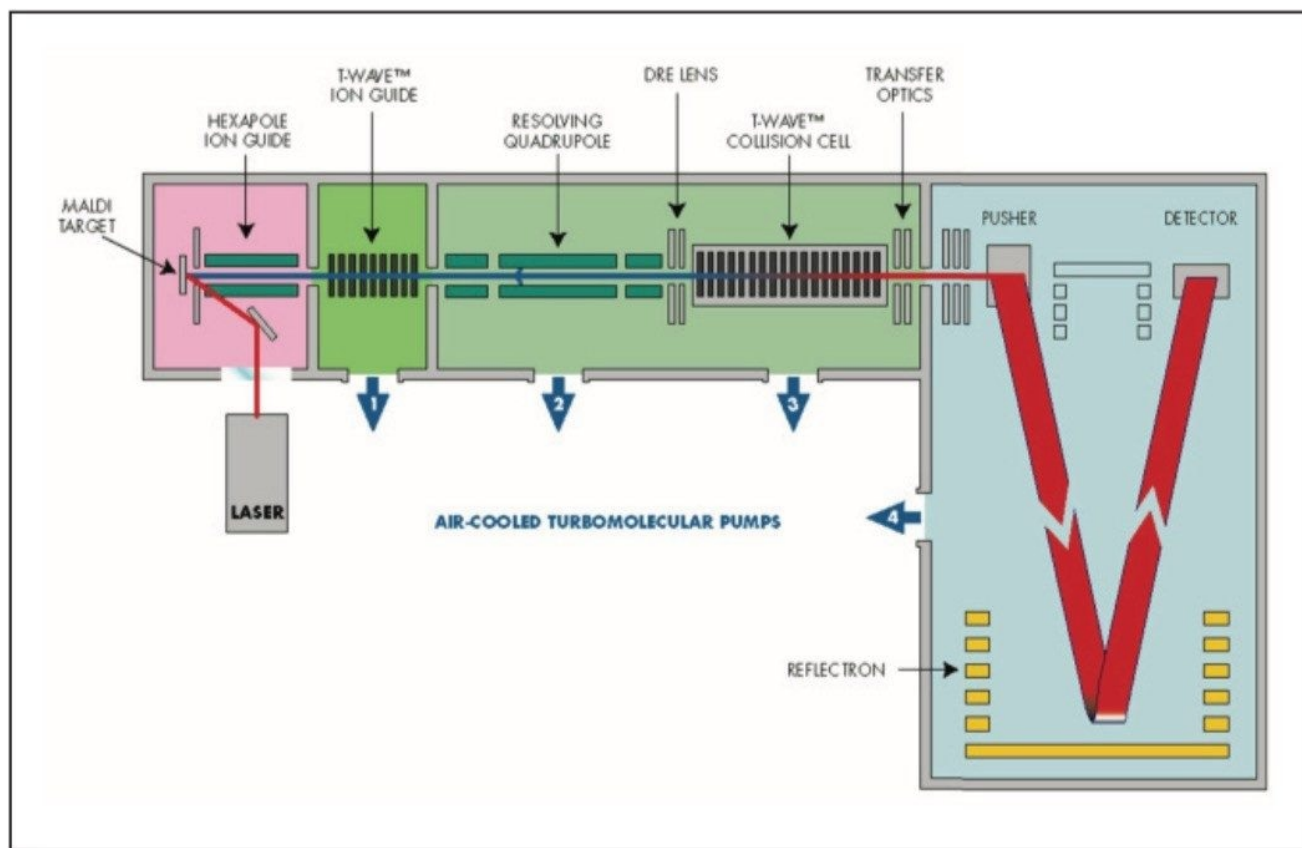 T-WAVE™
ION GUIDE
DRE LENS
TRANSFER
OPTICS
HEXAPOLE
ION GUIDE
RESOLVING
QUADRUPOLE
T-WAVE™
COLLISION CELL
MALDI
TARGET
PUSHER
DETECTOR
1
2
3
LASER
AIR-COOLED TURBOMOLECULAR PUMPS
4
REFLECTRON